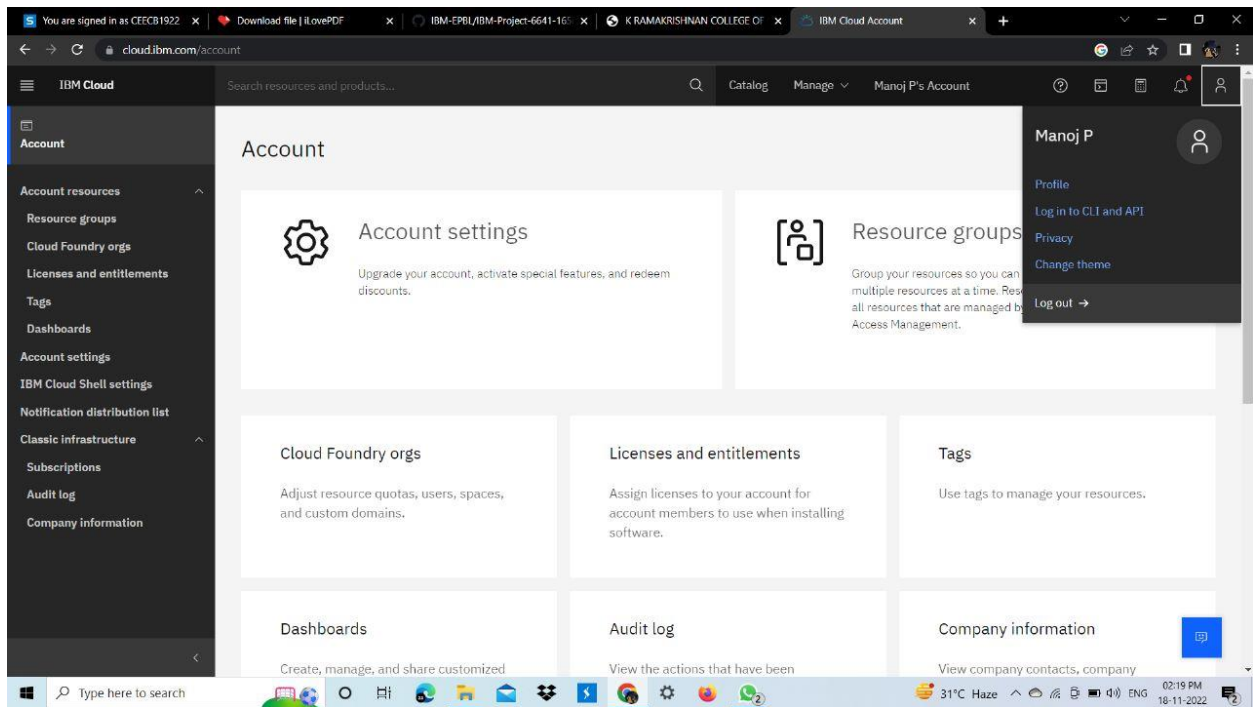 You are signed in as CEECB1922
Download file | iLovePDF
IBM-EPBL/IBM-Project-6641-165
K RAMAKRISHNAN COLLEGE OF
IBM Cloud Account
cloud.ibm.com/account
IBM Cloud
Search resources and products...
Catalog
Manage
Manoj P's Account
Account
Account resources
Resource groups
Cloud Foundry orgs
Licenses and entitlements
Tags
Dashboards
Account settings
IBM Cloud Shell settings
Notification distribution list
Classic infrastructure
Subscriptions
Audit log
Company information
Account
Account settings
Upgrade your account, activate special features, and redeem
discounts.
Resource groups
Group your resources so you can
multiple resources at a time.
all resources that are managed
Access Management.
Manoj P
Profile
Log in to CLI and API
Privacy
Change theme
Log out →
Cloud Foundry orgs
Adjust resource quotas, users, spaces,
and custom domains.
Licenses and entitlements
Assign licenses to your account for
account members to use when installing
software.
Tags
Use tags to manage your resources.
Dashboards
Create, manage, and share customized
Audit log
View the actions that have been
Company information
View company contacts, company
Type here to search
2
31°C Haze
ENG
02:19 PM
18-11-2022
2